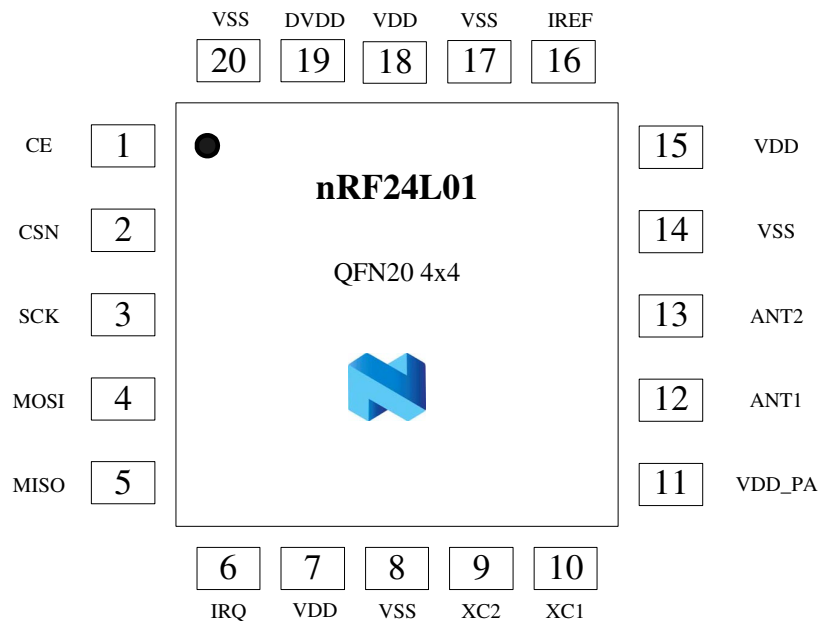 VSS DVDD VDD VSS IREF
20 19 18 17 16
CE 1 15 VDD
nRF24L01
CSN 2 14 VSS
QFN20 4x4
SCK 3 13 ANT2
MOSI 4 12 ANT1
MISO 5 11 VDD_PA
6 7 8 9 10
IRQ VDD VSS XC2 XC1